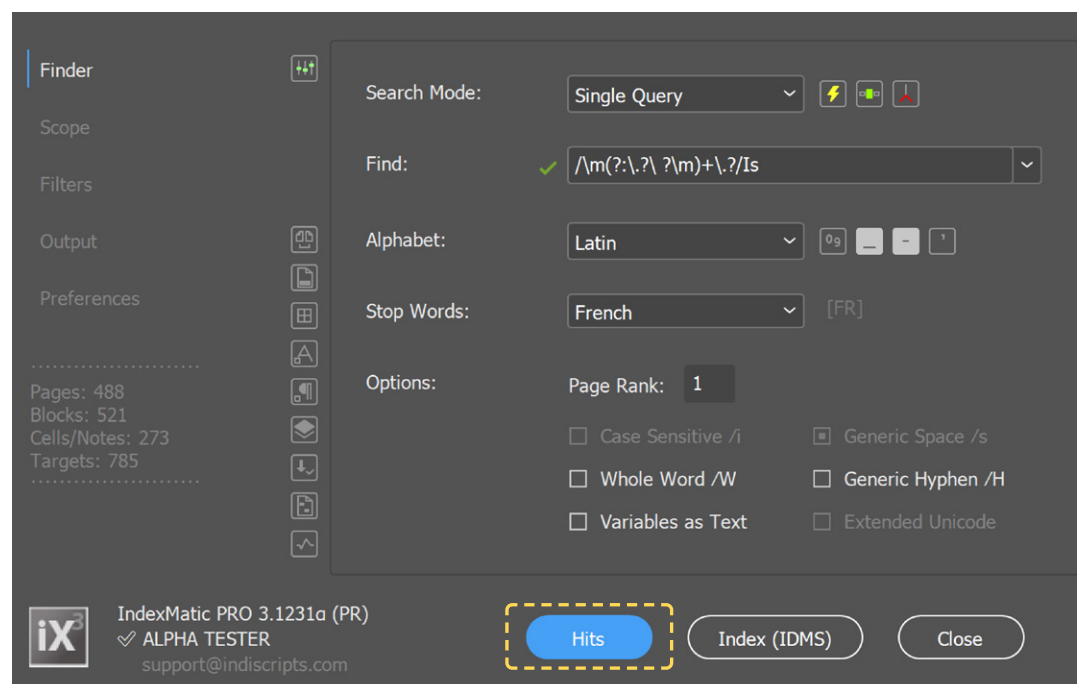 Finder
Scope
Filters
Output
Preferences
Pages: 488
Blocks: 521
Cells/Notes: 273
Targets: 785
Search Mode:
Single Query
Find:
/\m(?:\.?\ ?\m)+\.?/Is
Alphabet:
Latin
09 _ - '
Stop Words:
French
[FR]
Options:
Page Rank: 1
Case Sensitive /i
Generic Space /s
Whole Word /W
Generic Hyphen /H
Variables as Text
Extended Unicode
iX3
IndexMatic PRO 3.1231a (PR)
ALPHA TESTER
support@indiscripts.com
Hits
Index (IDMS)
Close